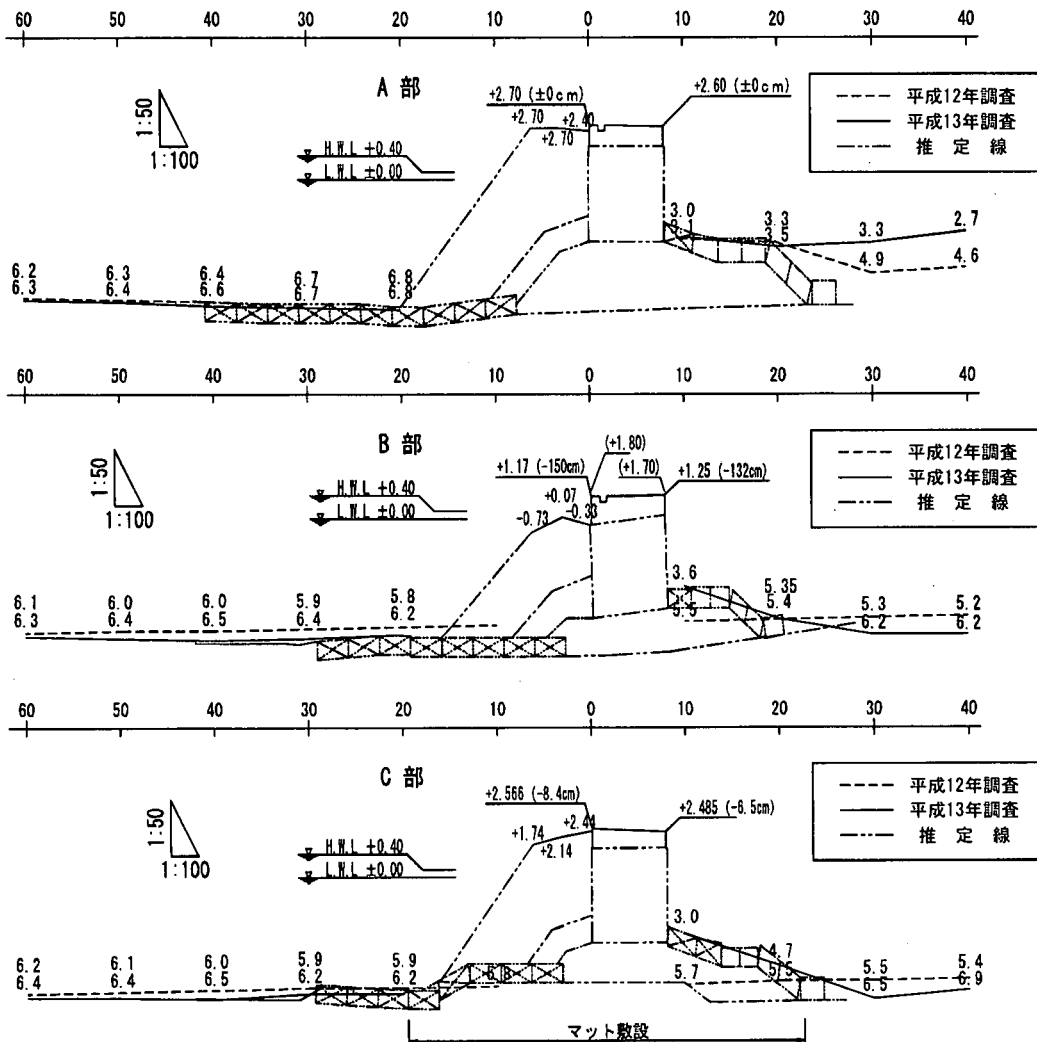 60 50 40 30 20 10 0 10 20 30 40
A 部
1:50
1:100
+2.70 (±0cm)
+2.60 (±0cm)
+2.70
+2.40
+2.70
H.W.L +0.40
L.W.L ±0.00
平成12年調査
平成13年調査
推 定 線
3.0
3.3
3.5
3.3
2.7
4.9
4.6
6.2 6.3 6.4 6.7 6.8
6.3 6.4 6.6 6.7 6.8
60 50 40 30 20 10 0 10 20 30 40
B 部
1:50
1:100
(+1.80)
+1.17 (-150cm)
(+1.70)
+1.25 (-132cm)
+0.07
-0.73
-0.33
H.W.L +0.40
L.W.L ±0.00
平成12年調査
平成13年調査
推 定 線
3.6
5.5
5.35
5.4
5.3 5.2
6.2 6.2
6.1 6.0 6.0 5.9 5.8
6.3 6.4 6.5 6.4 6.2
60 50 40 30 20 10 0 10 20 30 40
C 部
1:50
1:100
+2.566 (-8.4cm)
+2.485 (-6.5cm)
+1.74
+2.44
+2.14
H.W.L +0.40
L.W.L ±0.00
平成12年調査
平成13年調査
推 定 線
3.0
4.7
5.5
5.7
5.5 5.4
6.5 6.9
6.2 6.1 6.0 5.9 5.9
6.4 6.4 6.5 6.2 6.2
マット敷設